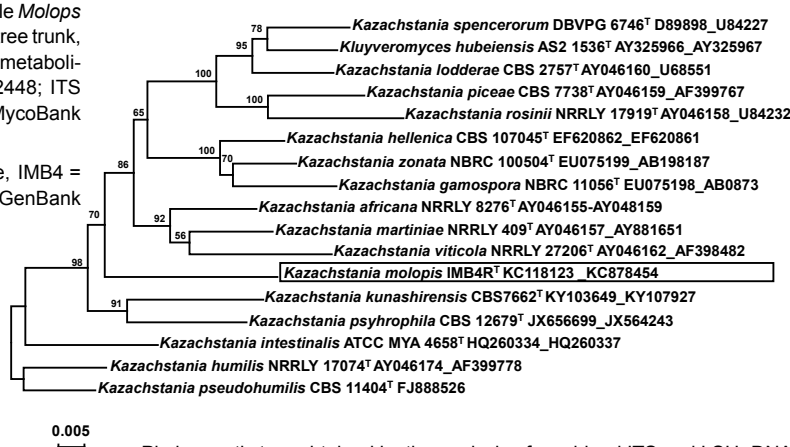 le Molops
ree trunk,
metaboli-
2448; ITS
MycoBank
e, IMB4 =
GenBank
78
Kazachstania spencerorum DBVPG 6746T D89898_U84227
95
Kluyveromyces hubeiensis AS2 1536T AY325966_AY325967
Kazachstania lodderae CBS 2757T AY046160_U68551
100
Kazachstania piceae CBS 7738T AY046159_AF399767
100
Kazachstania rosinii NRRLY 17919T AY046158_U84232
65
Kazachstania hellenica CBS 107045T EF620862_EF620861
100
70
Kazachstania zonata NBRC 100504T EU075199_AB198187
Kazachstania gamospora NBRC 11056T EU075198_AB0873
86
Kazachstania africana NRRLY 8276T AY046155-AY048159
92
Kazachstania martiniae NRRLY 409T AY046157_AY881651
56
Kazachstania viticola NRRLY 27206T AY046162_AF398482
70
Kazachstania molopis IMB4RT KC118123 _KC878454
98
Kazachstania kunashirensis CBS7662T KY103649_KY107927
91
Kazachstania psyhrophila CBS 12679T JX656699_JX564243
Kazachstania intestinalis ATCC MYA 4658T HQ260334_HQ260337
Kazachstania humilis NRRLY 17074T AY046174_AF399778
Kazachstania pseudohumilis CBS 11404T FJ888526
0.005